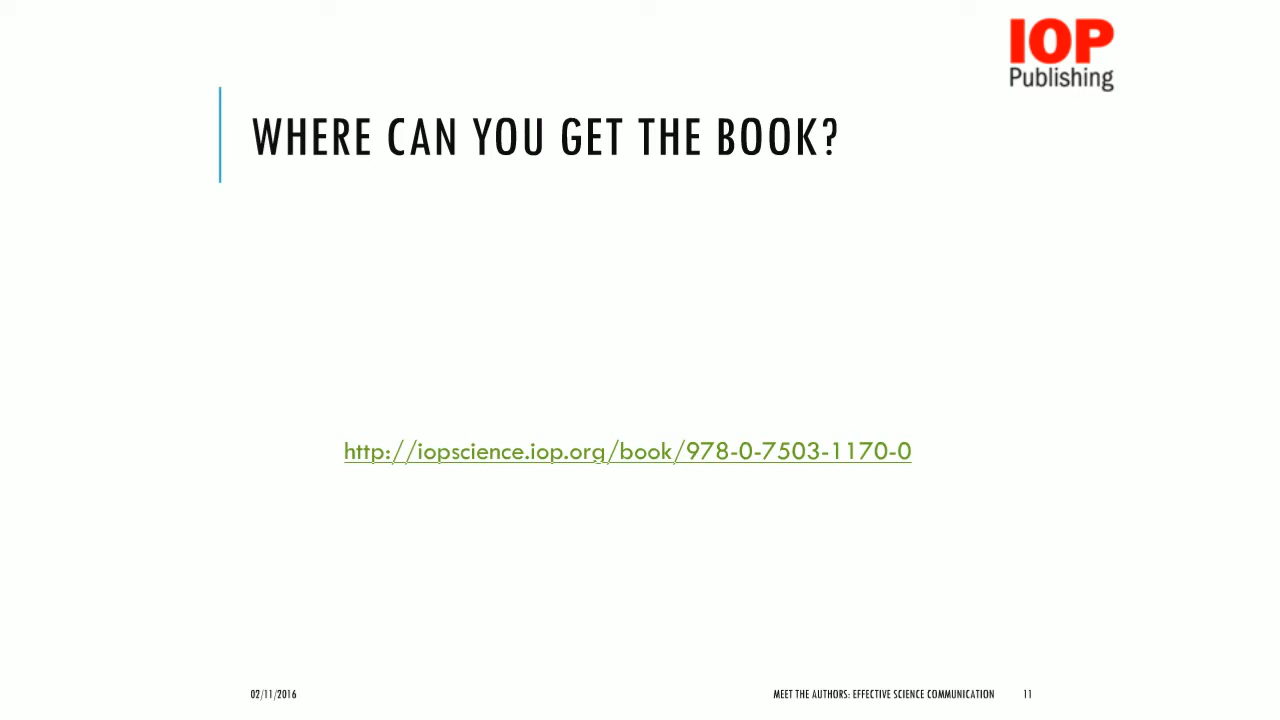 IOP
Publishing
WHERE CAN YOU GET THE BOOK?
http://iopscience.iop.org/book/978-0-7503-1170-0
02/11/2016 MEET THE AUTHORS: EFFECTIVE SCIENCE COMMUNICATION 11